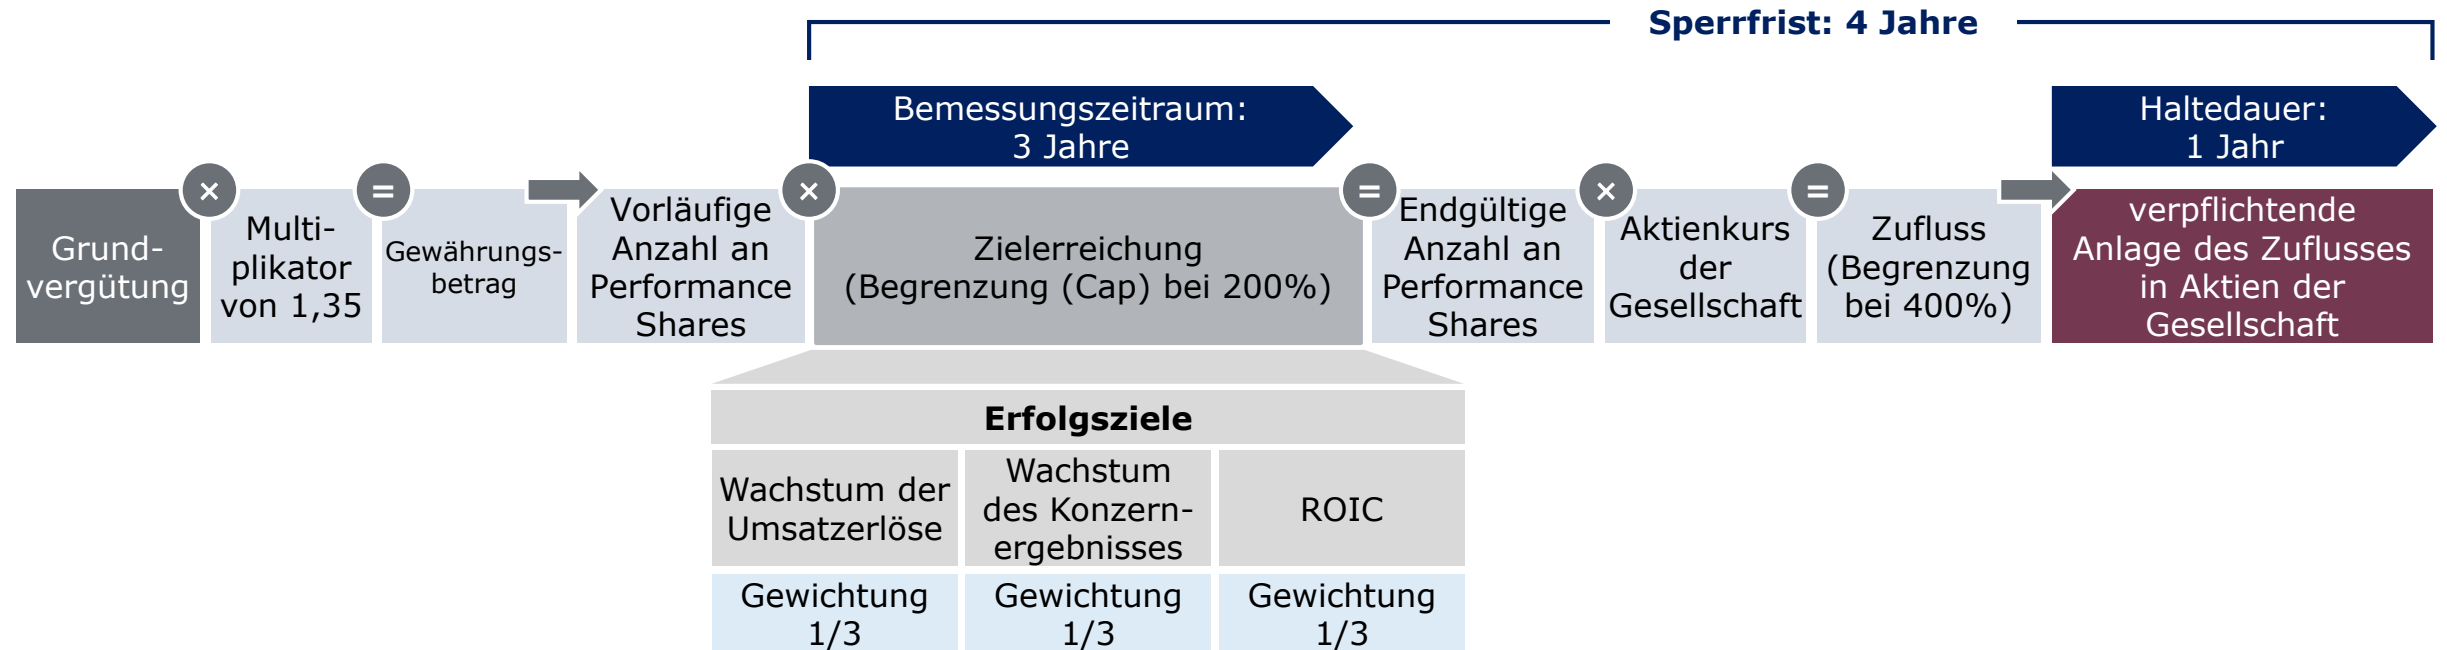 Sperrfrist: 4 Jahre
Bemessungszeitraum:
3 Jahre
Haltedauer:
1 Jahr
Grund-
vergütung
×
Multi-
plikator
von 1,35
=
Gewährungs-
betrag
Vorläufige
Anzahl an
Performance
Shares
×
Zielerreichung
(Begrenzung (Cap) bei 200%)
=
Endgültige
Anzahl an
Performance
Shares
×
Aktienkurs
der
Gesellschaft
=
Zufluss
(Begrenzung
bei 400%)
verpflichtende
Anlage des Zuflusses
in Aktien der
Gesellschaft
Erfolgsziele
Wachstum der
Umsatzerlöse
Wachstum
des Konzern-
ergebnisses
ROIC
Gewichtung
1/3
Gewichtung
1/3
Gewichtung
1/3